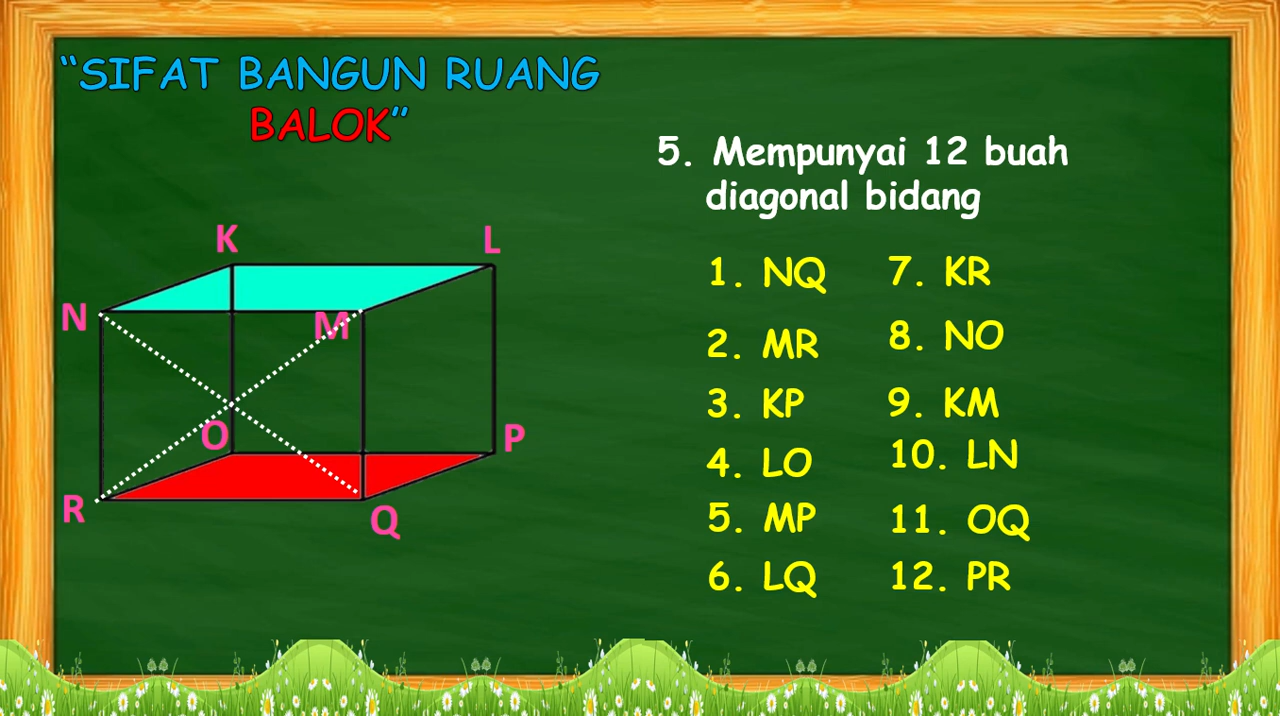 “SIFAT BANGUN RUANG
BALOK”
5. Mempunyai 12 buah
diagonal bidang
K
L
N
M
O
P
R
Q
1. NQ
2. MR
3. KP
4. LO
5. MP
6. LQ
7. KR
8. NO
9. KM
10. LN
11. OQ
12. PR